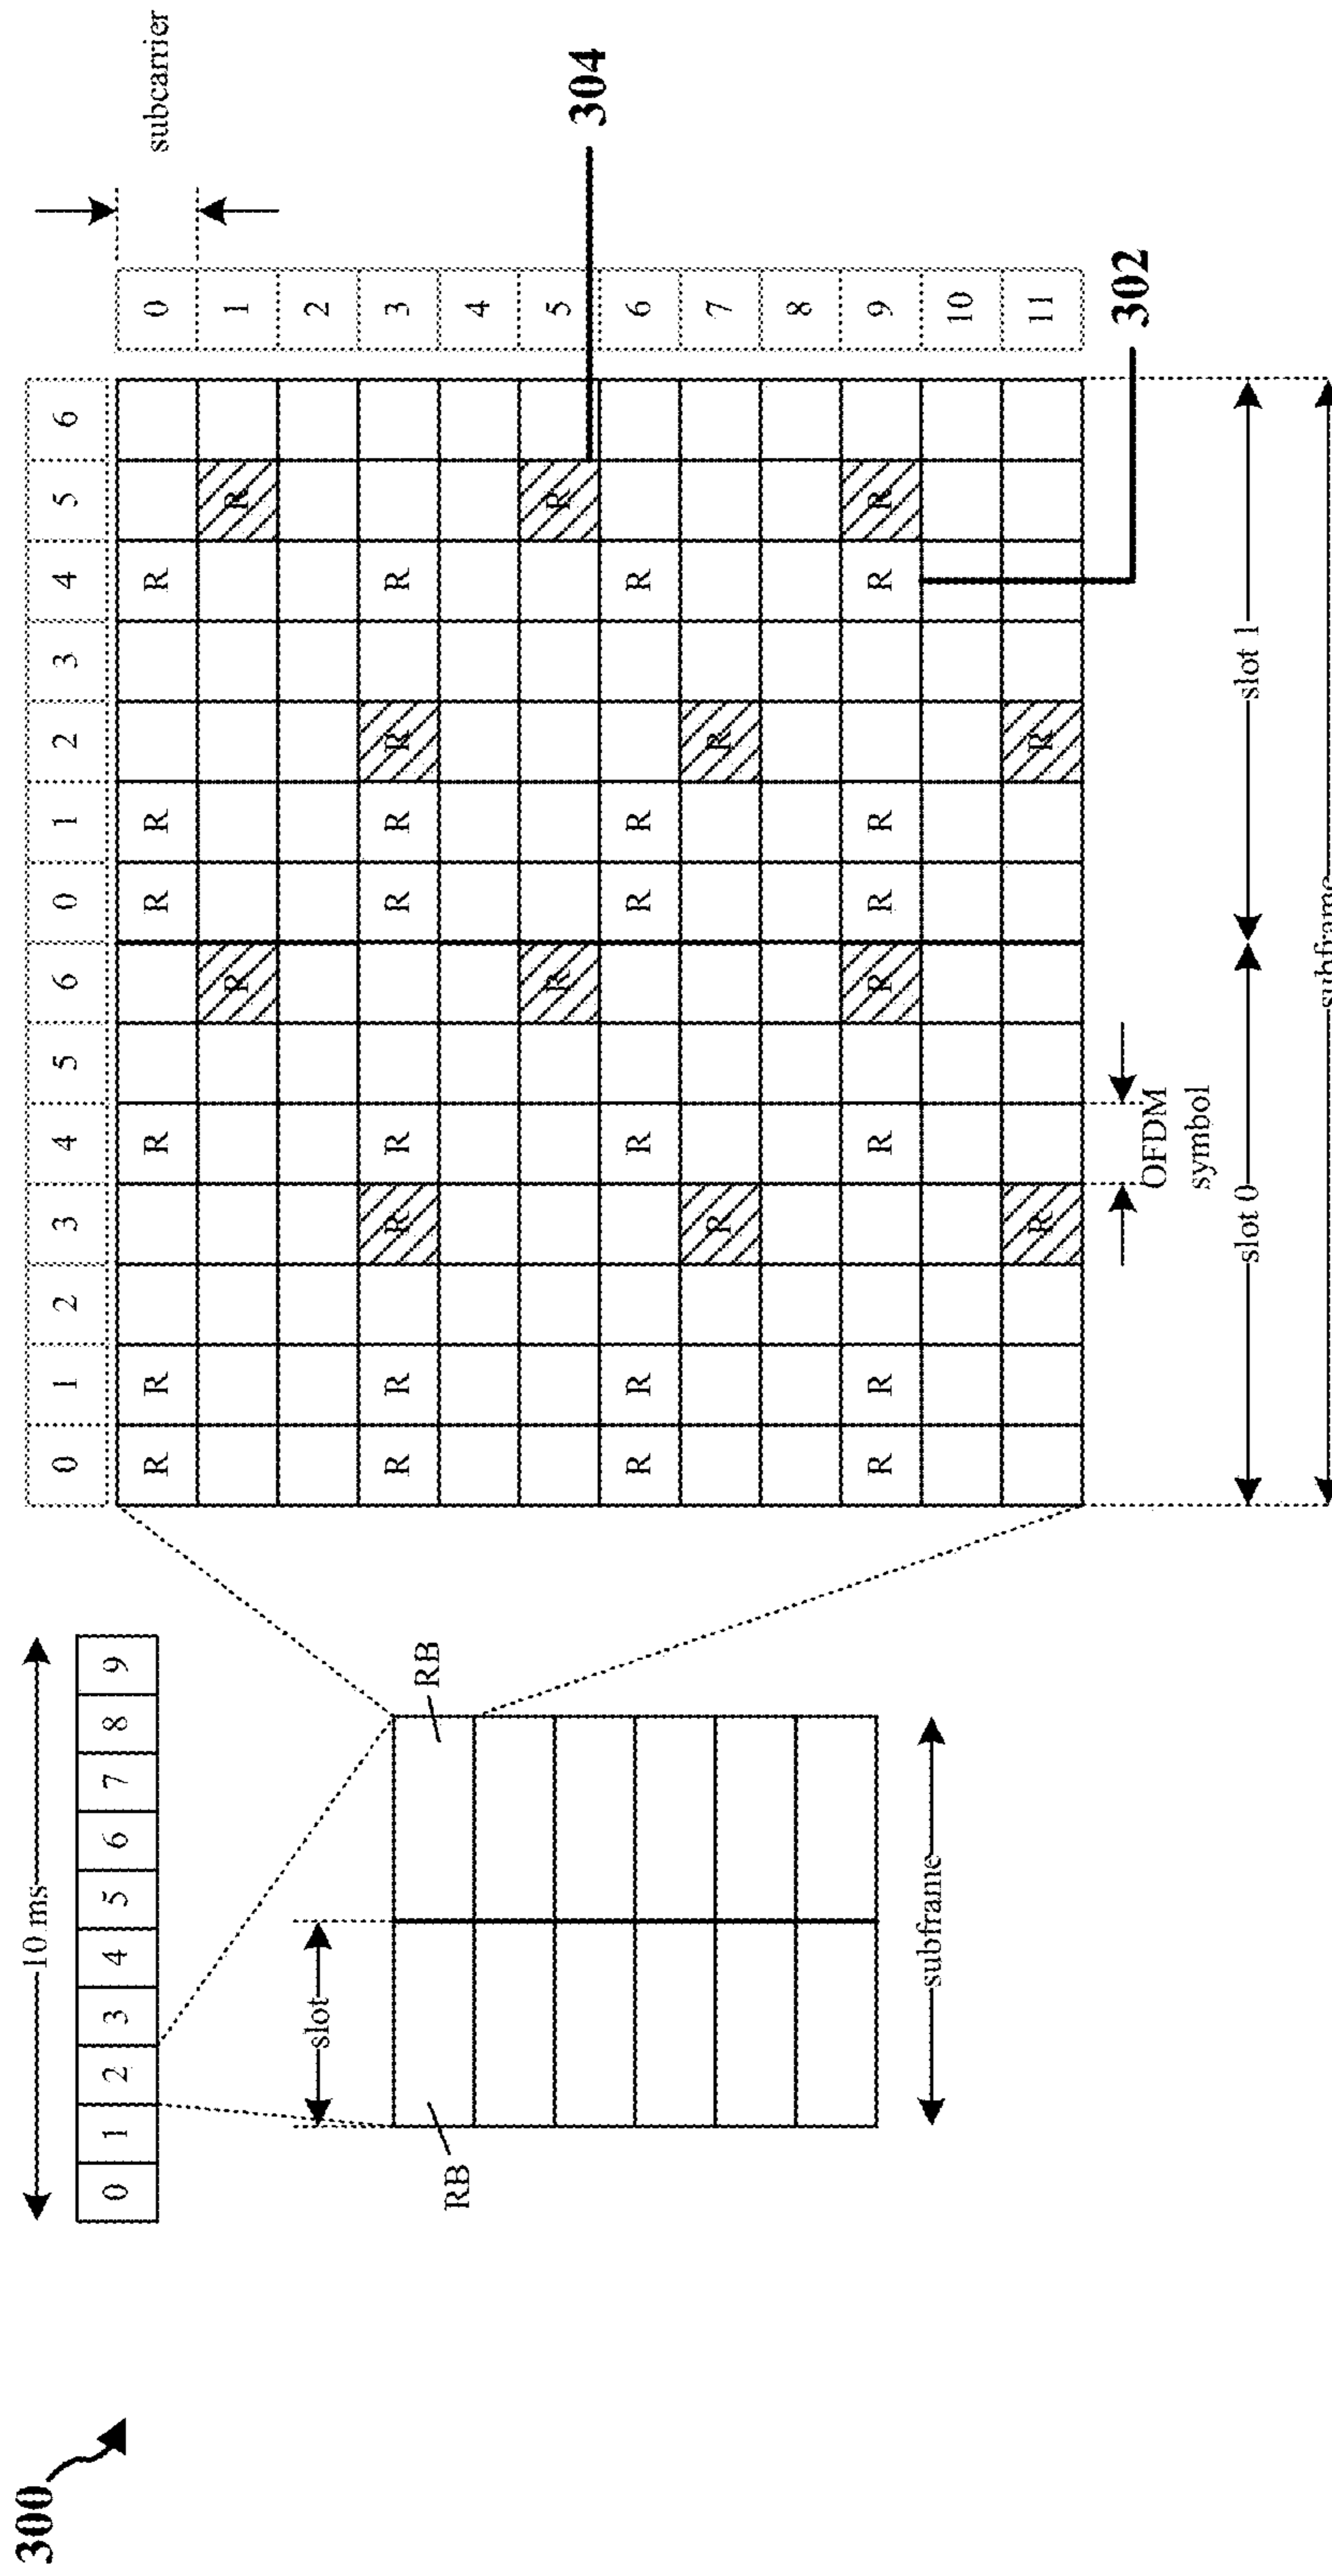 300
10 ms
0 1 2 3 4 5 6 7 8 9
slot
RB
RB
subframe
0 1 2 3 4 5 6 0 1 2 3 4 5 6
subcarrier
R R R R R R 0
R R 1
2
R R R R R R R R 3
4
R R 5
304
R R R R R R 6
R R 7
8
R R R R R R R R 9
10
R R 11
302
OFDM
symbol
slot 0
slot 1
subframe